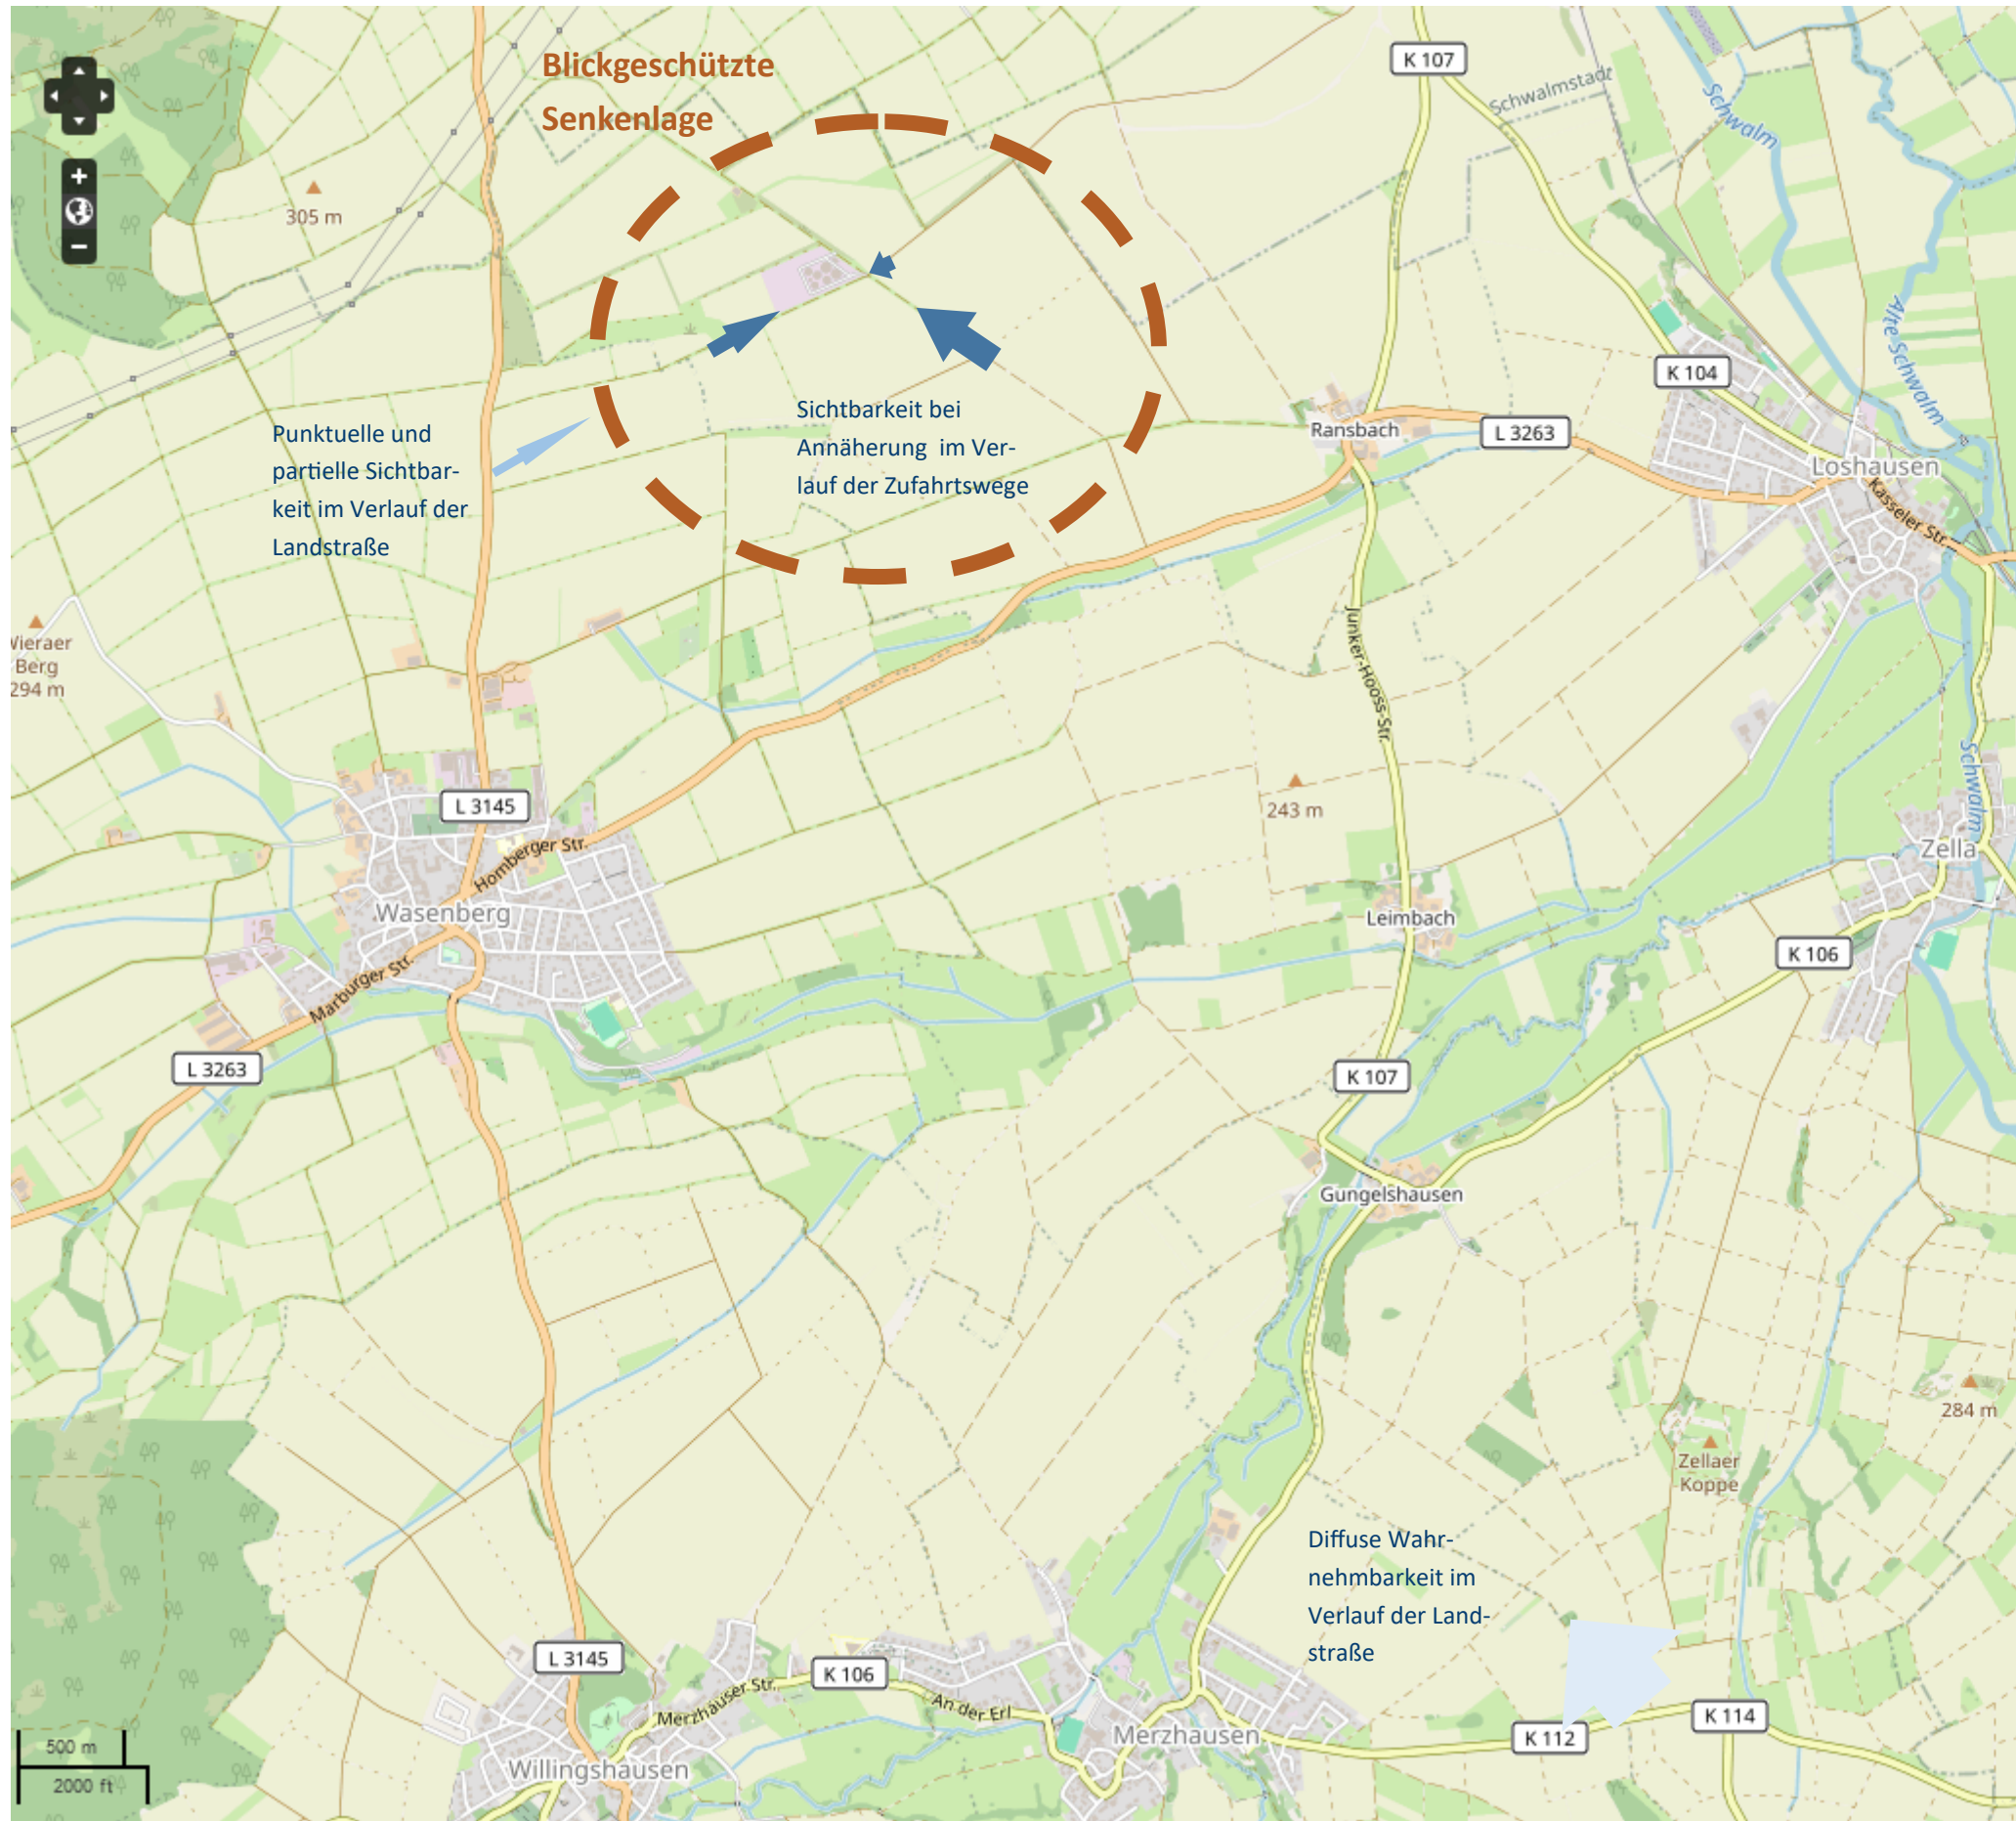 Blickgeschützte
Senkenlage
K 107
Schwalmstadt
Schwalm
305 m
Alte Schwalm
K 104
Sichtbarkeit bei
Annäherung im Ver-
lauf der Zufahrtswege
Punktuelle und
partielle Sichtbar-
keit im Verlauf der
Landstraße
Ransbach
L 3263
Loshausen
Kasseler Str.
Berg
294 m
Junker-Hooss-Str.
L 3145
243 m
Schwalm
Zella
Homberger Str.
Wasenberg
Leimbach
K 106
Marburger Str.
L 3263
K 107
Gungelshausen
284 m
Zellaer
Koppe
Diffuse Wahr-
nehmbarkeit im
Verlauf der Land-
straße
L 3145
K 106
Merzhäuser Str.
An der Erl
Merzhausen
K 112
K 114
Willingshausen
500 m
2000 ft